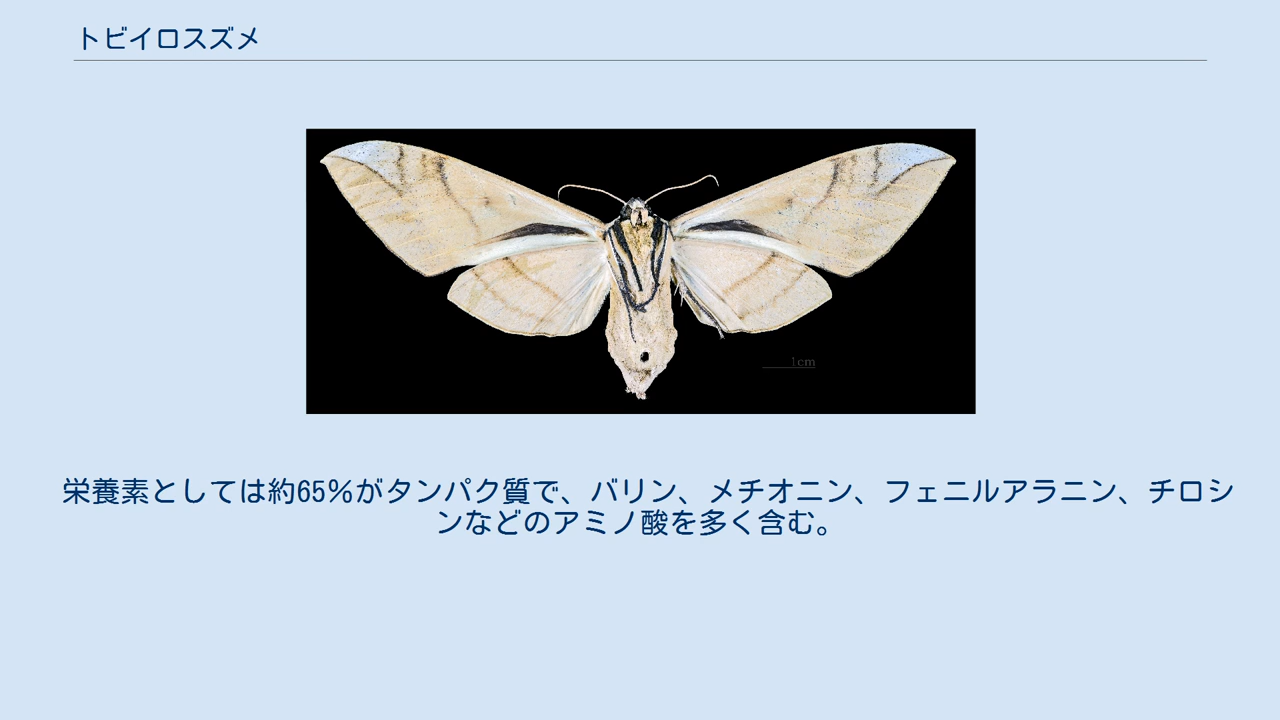 トビイロスズメ
1cm
栄養素としては約65%がタンパク質で、バリン、メチオニン、フェニルアラニン、チロシ
ンなどのアミノ酸を多く含む。